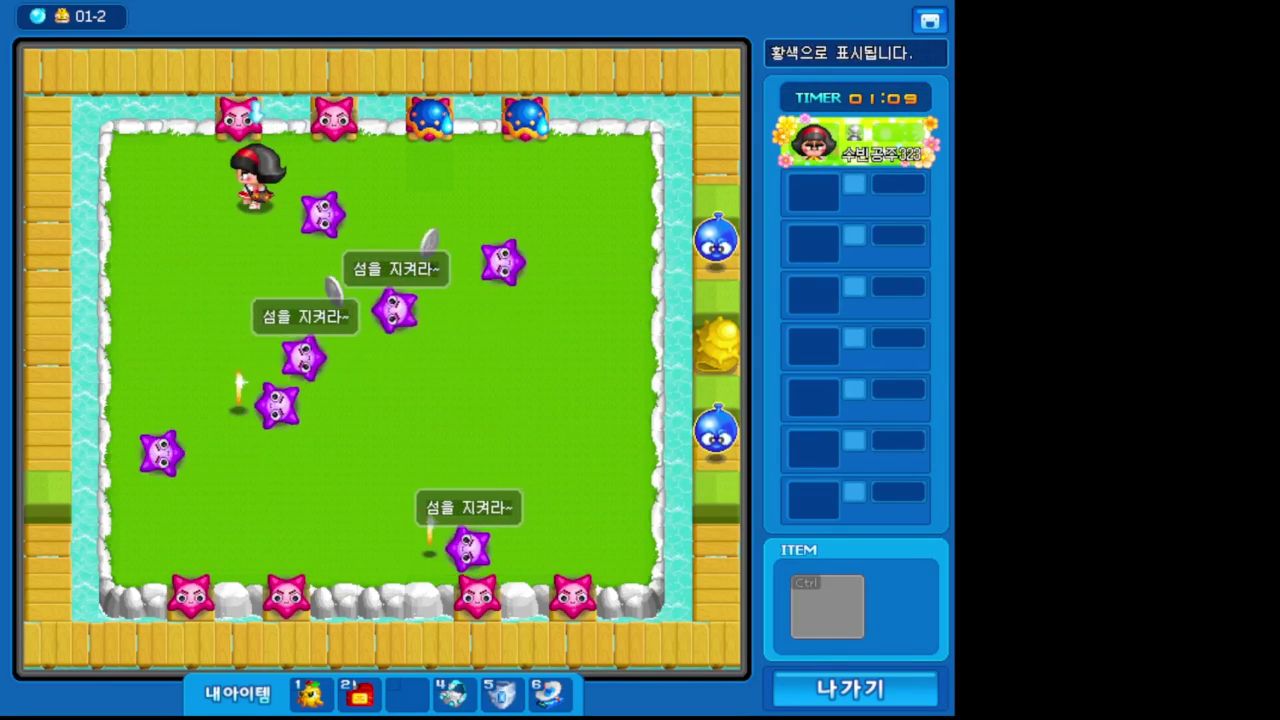 01-2
황색으로 표시됩니다.
TIMER 01:09
수빈공주023
섬을 지켜라~
섬을 지켜라~
섬을 지켜라~
ITEM
Ctrl
내아이템
1
2
4
5
6
나가기